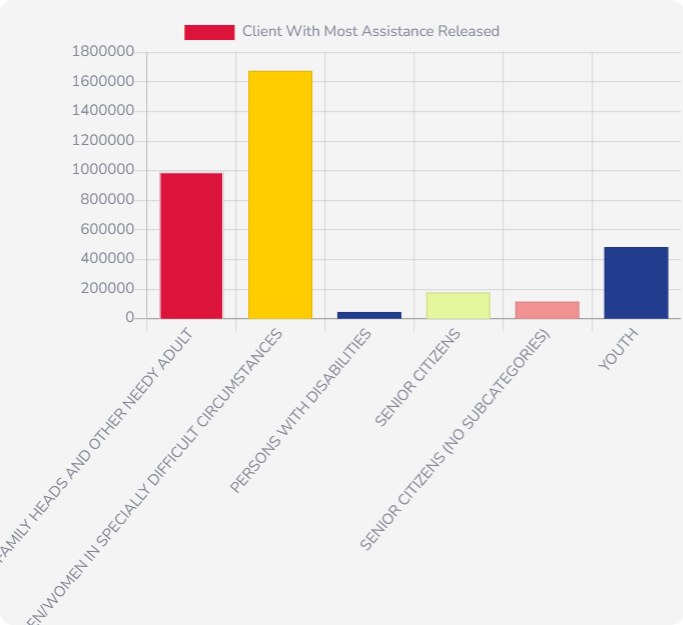 Client With Most Assistance Released
1800000
1600000
1400000
1200000
1000000
800000
600000
400000
200000
0
FAMILY HEADS AND OTHER NEEDY ADULT
EN/WOMEN IN SPECIALLY DIFFICULT CIRCUMSTANCES
PERSONS WITH DISABILITIES
SENIOR CITIZENS
SENIOR CITIZENS (NO SUBCATEGORIES)
YOUTH